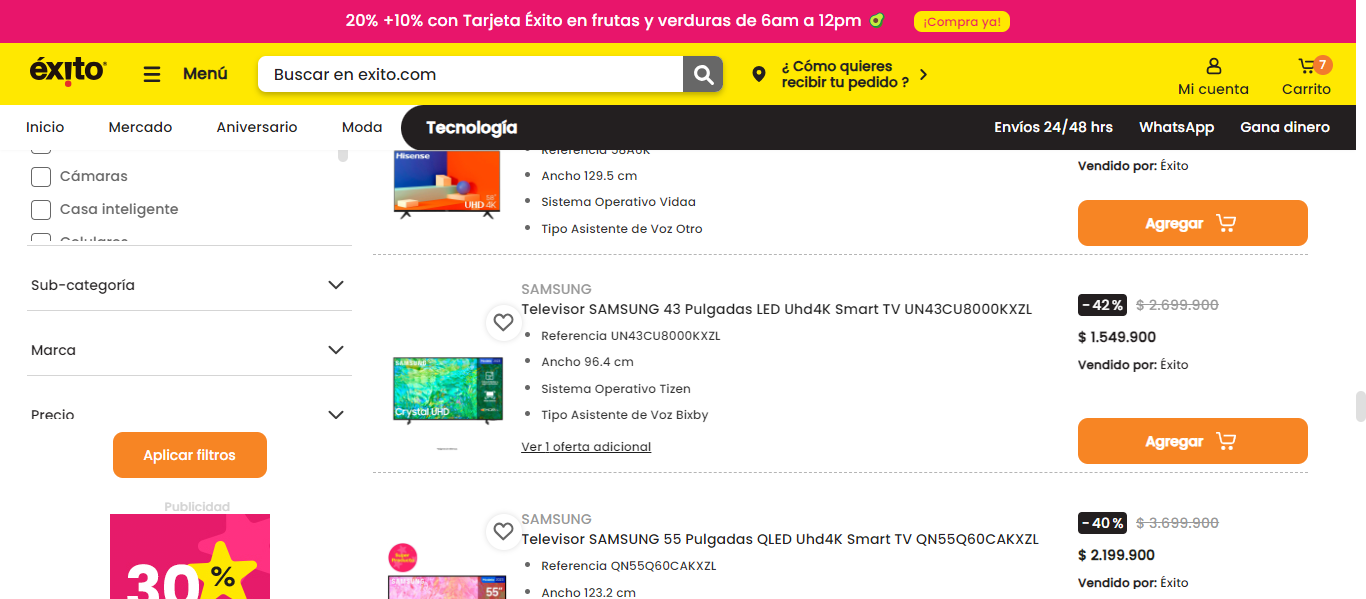 20% +10% con Tarjeta Éxito en frutas y verduras de 6am a 12pm
¡Compra ya!
éxito
Menú
Buscar en exito.com
¿ Cómo quieres
recibir tu pedido ?
Mi cuenta
7
Carrito
Inicio
Mercado
Aniversario
Moda
Tecnología
Envíos 24/48 hrs
WhatsApp
Gana dinero
Cámaras
Casa inteligente
Celulares
Sub-categoría
Marca
Precio
Aplicar filtros
Publicidad
30%
Hisense
58"
UHD 4K
Referencia 58A6K
Ancho 129.5 cm
Sistema Operativo Vidaa
Tipo Asistente de Voz Otro
Vendido por: Éxito
Agregar
SAMSUNG
Televisor SAMSUNG 43 Pulgadas LED Uhd4K Smart TV UN43CU8000KXZL
SAMSUNG
Crystal UHD
Referencia UN43CU8000KXZL
Ancho 96.4 cm
Sistema Operativo Tizen
Tipo Asistente de Voz Bixby
Ver 1 oferta adicional
- 42 %
$ 2.699.900
$ 1.549.900
Vendido por: Éxito
Agregar
SAMSUNG
Televisor SAMSUNG 55 Pulgadas QLED Uhd4K Smart TV QN55Q60CAKXZL
SAMSUNG
55"
Referencia QN55Q60CAKXZL
Ancho 123.2 cm
- 40 %
$ 3.699.900
$ 2.199.900
Vendido por: Éxito